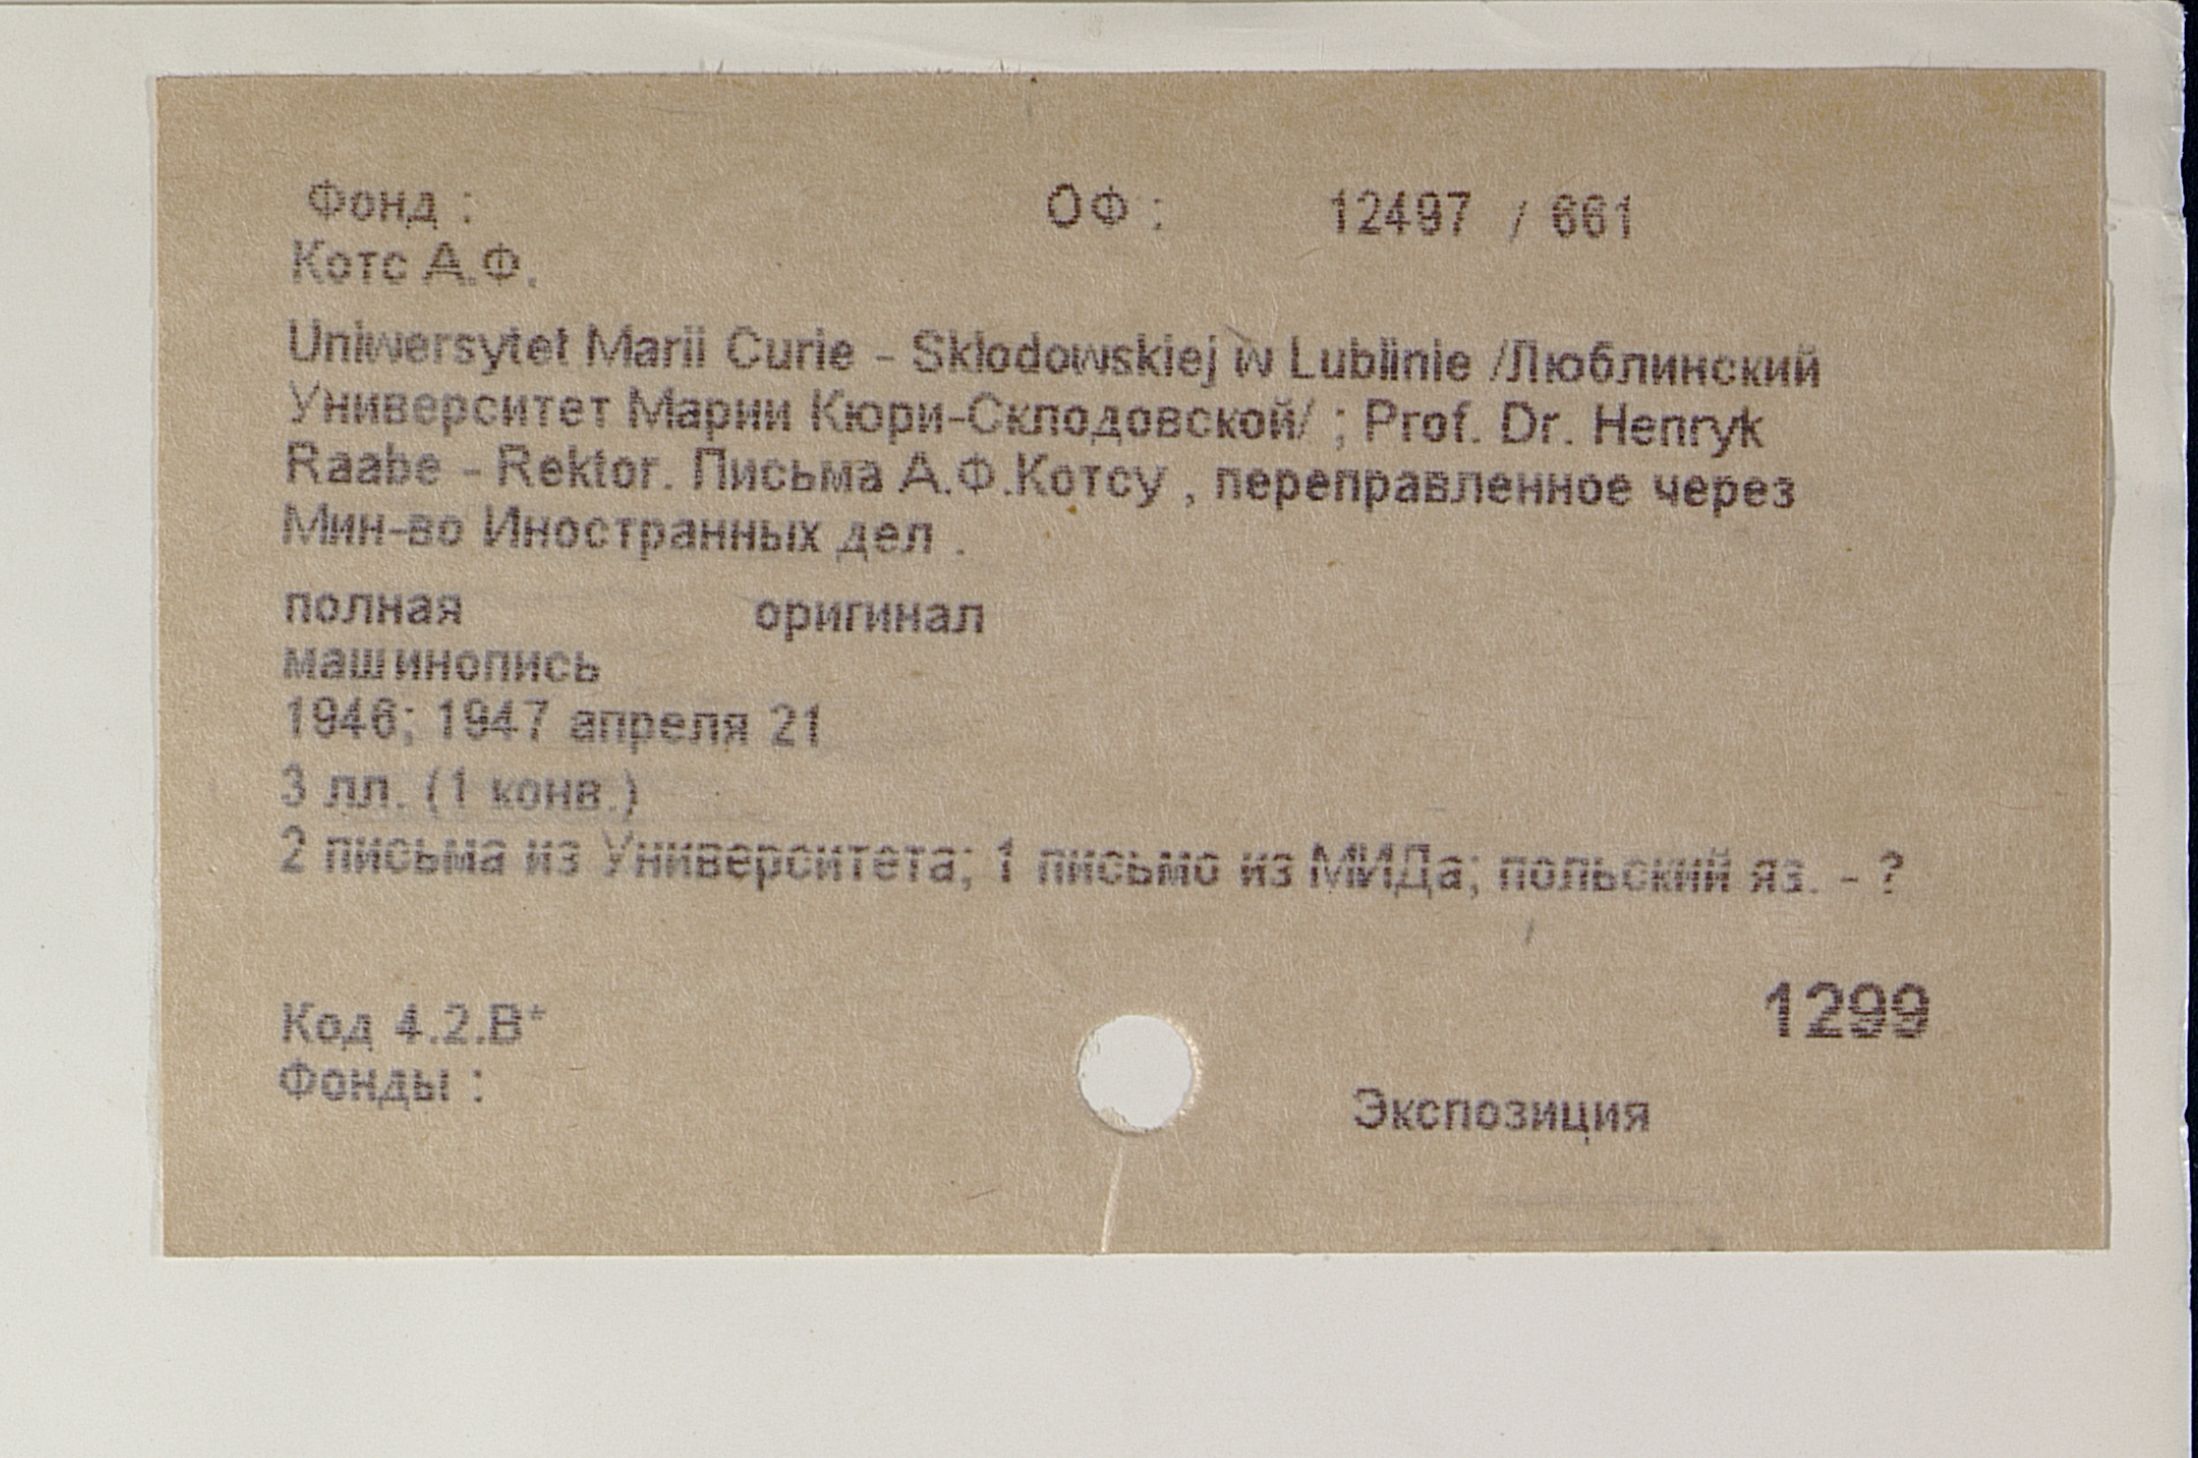 Фонд : ОФ : 12497 / 661
Котс А.Ф.
Uniwersytet Marii Curie - Skłodowskiej w Lublinie /Люблинский
Университет Марии Кюри-Склодовской/ ; Prof. Dr. Henryk
Raabe - Rektor. Письма А.Ф.Котсу , переправленное через
Мин-во Иностранных дел .
полная оригинал
машинопись
1946; 1947 апреля 21
3 лл. (1 конв.)
2 письма из Университета; 1 письмо из МИДа; польский яз. - ?
1299
Код 4.2.В+
Фонды :
Экспозиция